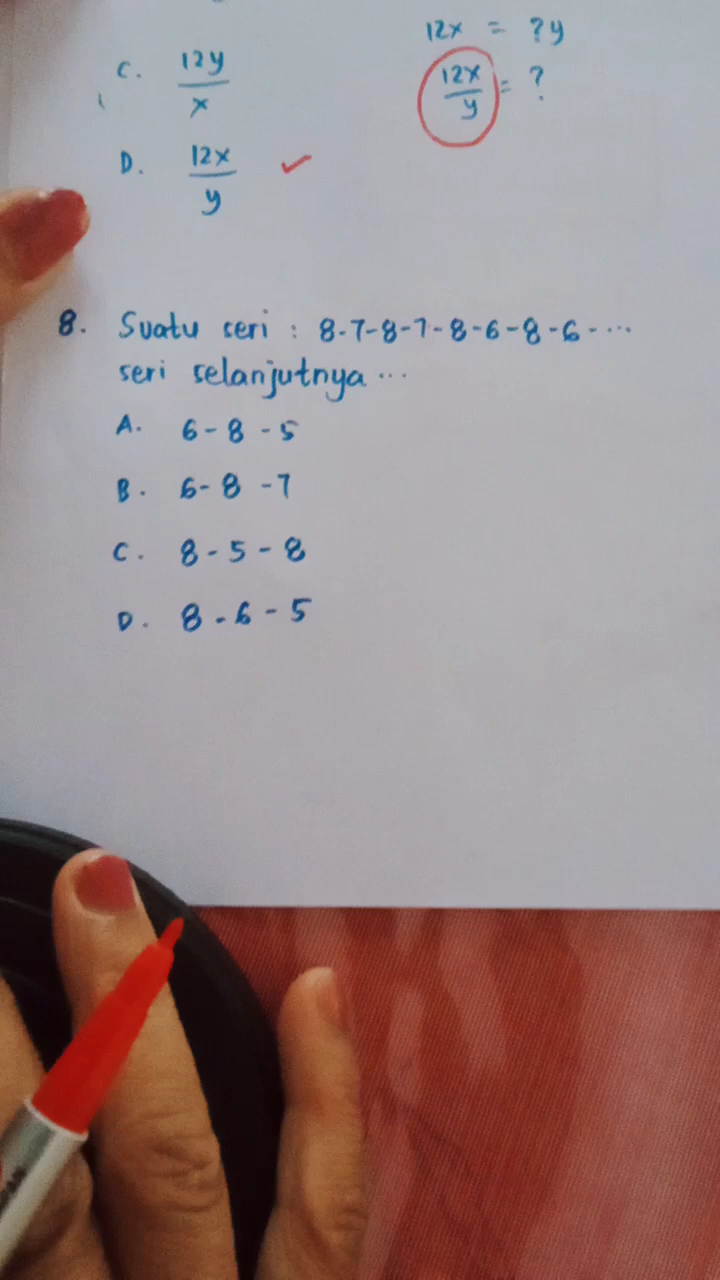 12x = ?y
C. 12y/x
12x/y = ?
D. 12x/y ✓
8. Suatu seri : 8-7-8-7-8-6-8-6-...
seri selanjutnya ...
A. 6-8-5
B. 6-8-7
C. 8-5-8
D. 8-6-5